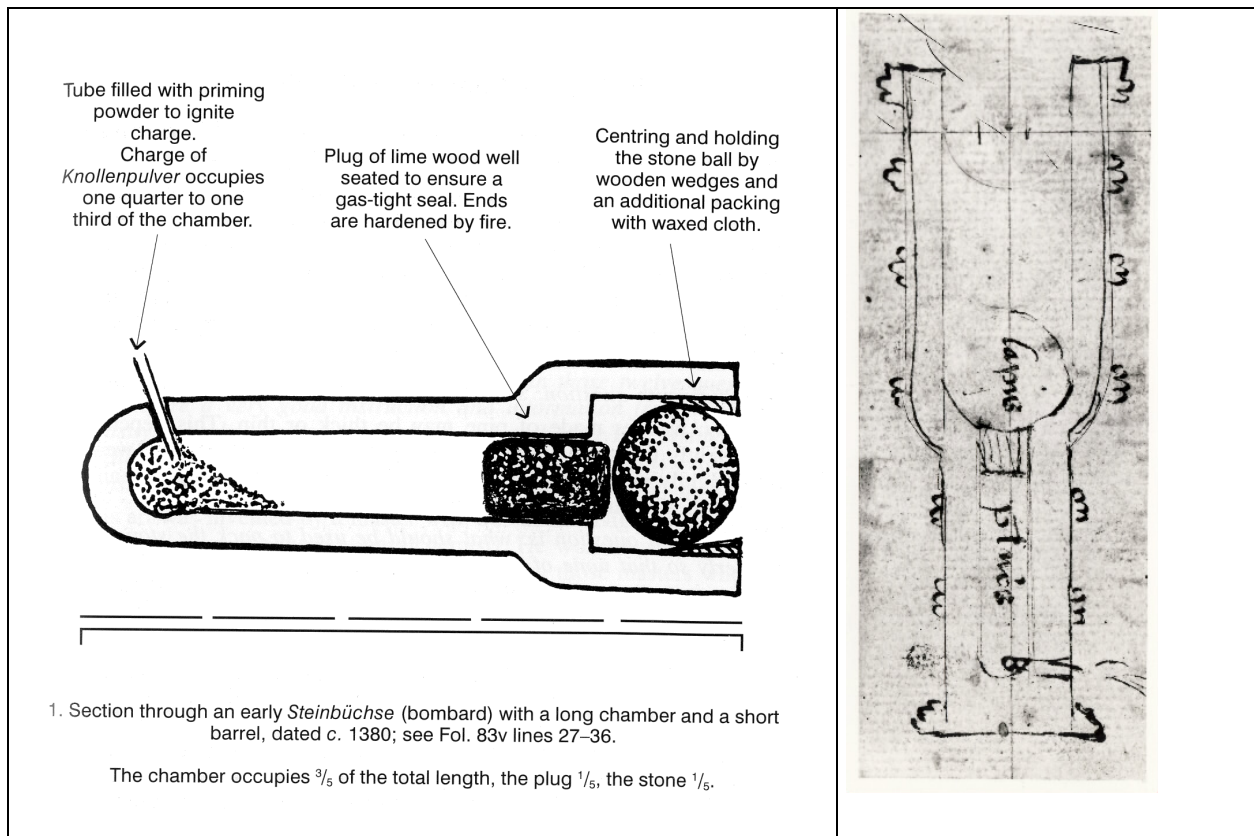 Tube filled with priming
powder to ignite
charge.
Charge of
Knollenpulver occupies
one quarter to one
third of the chamber.
Plug of lime wood well
seated to ensure a
gas-tight seal. Ends
are hardened by fire.
Centring and holding
the stone ball by
wooden wedges and
an additional packing
with waxed cloth.
1. Section through an early Steinbüchse (bombard) with a long chamber and a short
barrel, dated c. 1380; see Fol. 83v lines 27–36.
The chamber occupies 3/5 of the total length, the plug 1/5, the stone 1/5.
B